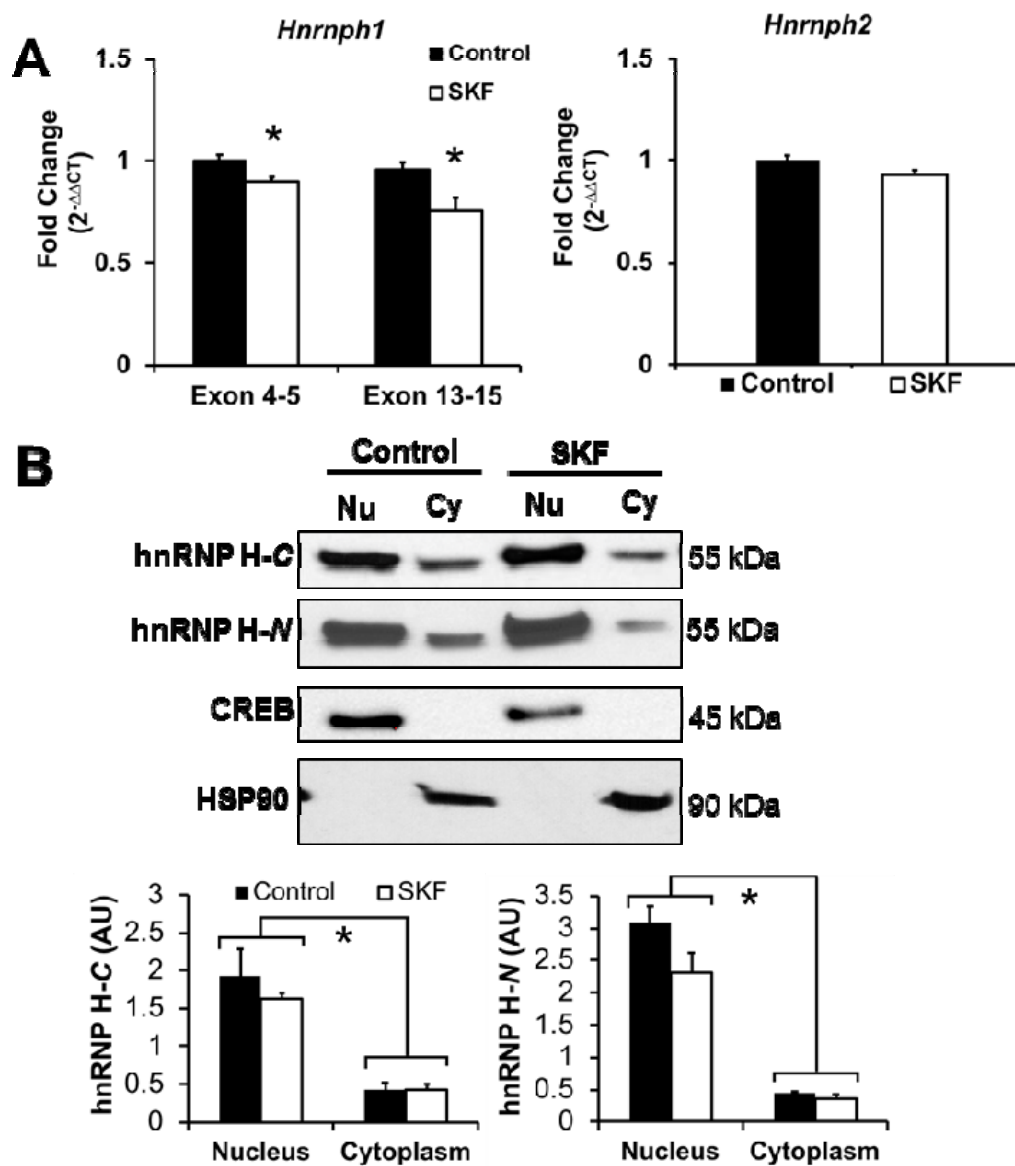 A
Hnrnph1
Control
SKF
*
*
Fold Change
(2-ΔΔCT)
1.5
1
0.5
0
Exon 4-5
Exon 13-15
Hnrnph2
Fold Change
(2-ΔΔCT)
1.5
1
0.5
0
Control
SKF
B
Control
SKF
Nu
Cy
Nu
Cy
hnRNP H-C
55 kDa
hnRNP H-N
55 kDa
CREB
45 kDa
HSP90
90 kDa
hnRNP H-C (AU)
3
2.5
2
1.5
1
0.5
0
Control
SKF
*
Nucleus
Cytoplasm
hnRNP H-N (AU)
3.5
3
2.5
2
1.5
1
0.5
0
*
Nucleus
Cytoplasm